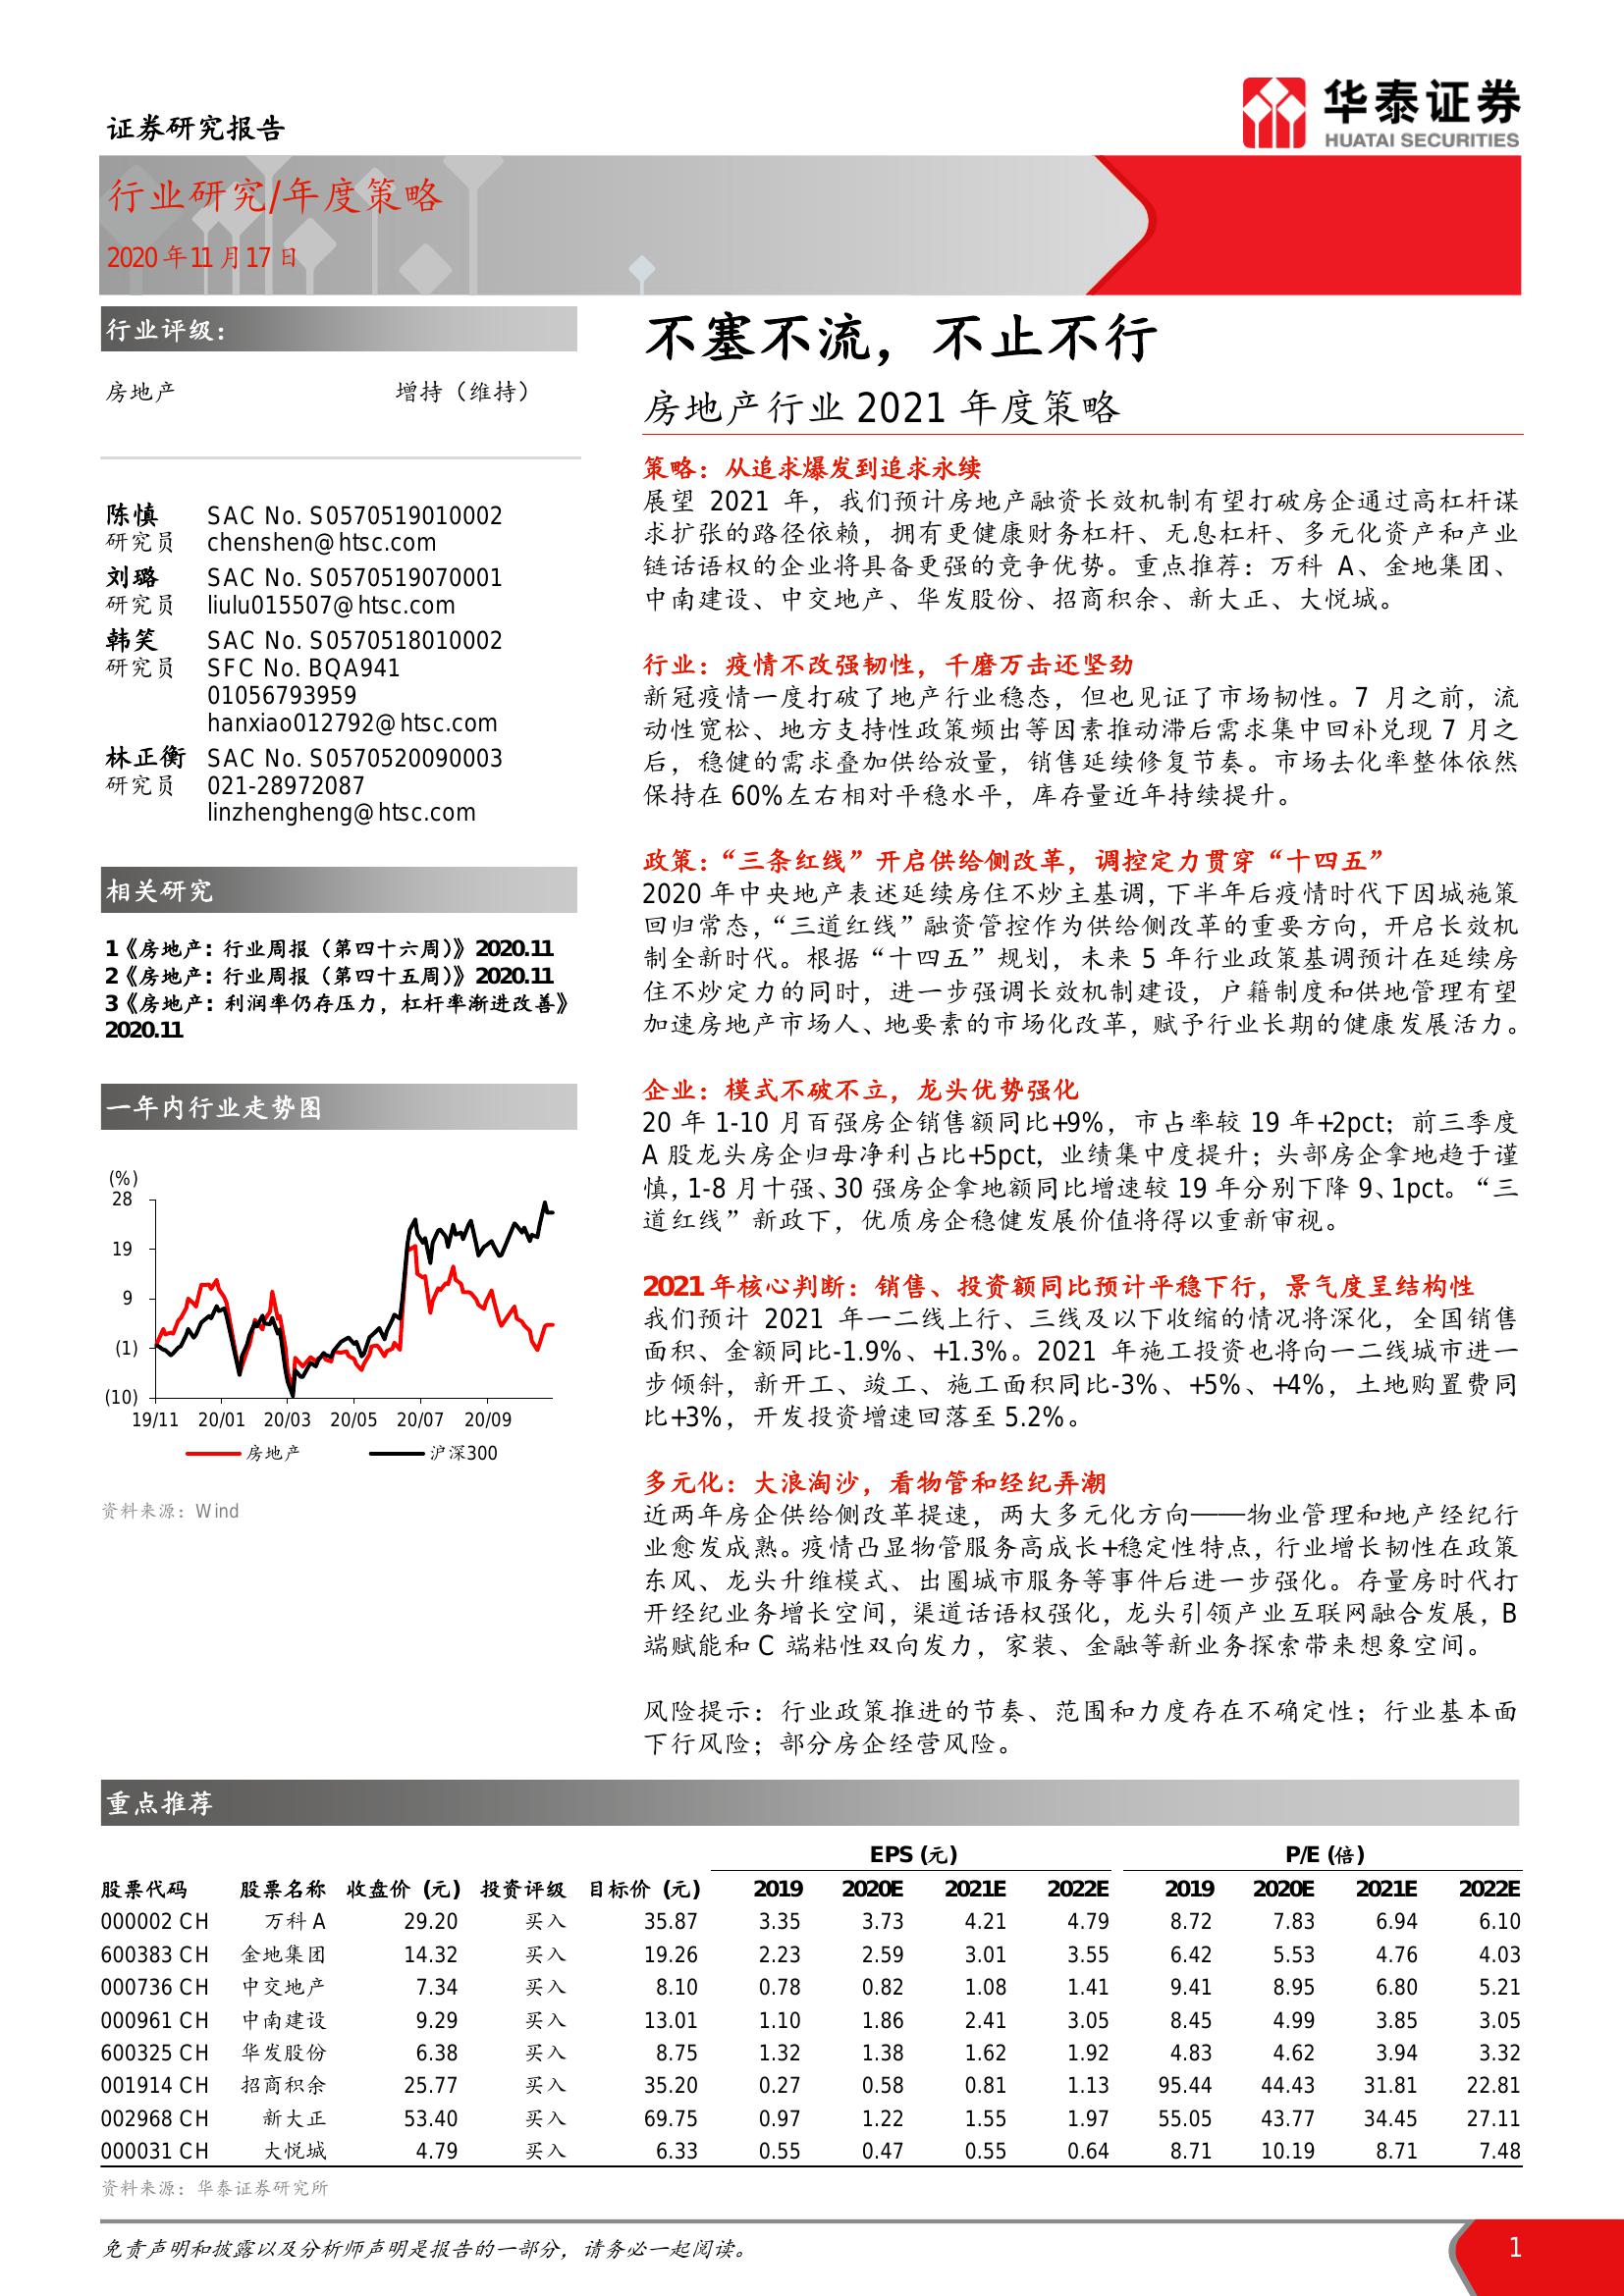 证券研究报告
华泰证券
HUATAI SECURITIES
行业研究/年度策略
2020 年11 月17 日
行业评级：
房地产 增持（维持）
陈慎 SAC No. S0570519010002
研究员 chenshen@htsc.com
刘璐 SAC No. S0570519070001
研究员 liulu015507@htsc.com
韩笑 SAC No. S0570518010002
研究员 SFC No. BQA941
01056793959
hanxiao012792@htsc.com
林正衡 SAC No. S0570520090003
研究员 021-28972087
linzhengheng@htsc.com
相关研究
1《房地产：行业周报（第四十六周）》2020.11
2《房地产：行业周报（第四十五周）》2020.11
3《房地产：利润率仍存压力，杠杆率渐进改善》
2020.11
一年内行业走势图
(%)
28
19
9
(1)
(10)
19/11 20/01 20/03 20/05 20/07 20/09
房地产 沪深300
资料来源：Wind
不塞不流，不止不行
房地产行业 2021 年度策略
策略：从追求爆发到追求永续
展望 2021 年，我们预计房地产融资长效机制有望打破房企通过高杠杆谋
求扩张的路径依赖，拥有更健康财务杠杆、无息杠杆、多元化资产和产业
链话语权的企业将具备更强的竞争优势。重点推荐：万科 A、金地集团、
中南建设、中交地产、华发股份、招商积余、新大正、大悦城。
行业：疫情不改强韧性，千磨万击还坚劲
新冠疫情一度打破了地产行业稳态，但也见证了市场韧性。7 月之前，流
动性宽松、地方支持性政策频出等因素推动滞后需求集中回补兑现 7 月之
后，稳健的需求叠加供给放量，销售延续修复节奏。市场去化率整体依然
保持在 60%左右相对平稳水平，库存量近年持续提升。
政策：“三条红线”开启供给侧改革，调控定力贯穿“十四五”
2020 年中央地产表述延续房住不炒主基调，下半年后疫情时代下因城施策
回归常态，“三道红线”融资管控作为供给侧改革的重要方向，开启长效机
制全新时代。根据“十四五”规划，未来 5 年行业政策基调预计在延续房
住不炒定力的同时，进一步强调长效机制建设，户籍制度和供地管理有望
加速房地产市场人、地要素的市场化改革，赋予行业长期的健康发展活力。
企业：模式不破不立，龙头优势强化
20 年 1-10 月百强房企销售额同比+9%，市占率较 19 年+2pct；前三季度
A 股龙头房企归母净利占比+5pct，业绩集中度提升；头部房企拿地趋于谨
慎，1-8 月十强、30 强房企拿地额同比增速较 19 年分别下降 9、1pct。“三
道红线”新政下，优质房企稳健发展价值将得以重新审视。
2021 年核心判断：销售、投资额同比预计平稳下行，景气度呈结构性
我们预计 2021 年一二线上行、三线及以下收缩的情况将深化，全国销售
面积、金额同比-1.9%、+1.3%。2021 年施工投资也将向一二线城市进一
步倾斜，新开工、竣工、施工面积同比-3%、+5%、+4%，土地购置费同
比+3%，开发投资增速回落至 5.2%。
多元化：大浪淘沙，看物管和经纪弄潮
近两年房企供给侧改革提速，两大多元化方向——物业管理和地产经纪行
业愈发成熟。疫情凸显物管服务高成长+稳定性特点，行业增长韧性在政策
东风、龙头升维模式、出圈城市服务等事件后进一步强化。存量房时代打
开经纪业务增长空间，渠道话语权强化，龙头引领产业互联网融合发展，B
端赋能和 C 端粘性双向发力，家装、金融等新业务探索带来想象空间。
风险提示：行业政策推进的节奏、范围和力度存在不确定性；行业基本面
下行风险；部分房企经营风险。
重点推荐
EPS (元) P/E (倍)
股票代码 股票名称 收盘价 (元) 投资评级 目标价 (元) 2019 2020E 2021E 2022E 2019 2020E 2021E 2022E
000002 CH 万科 A 29.20 买入 35.87 3.35 3.73 4.21 4.79 8.72 7.83 6.94 6.10
600383 CH 金地集团 14.32 买入 19.26 2.23 2.59 3.01 3.55 6.42 5.53 4.76 4.03
000736 CH 中交地产 7.34 买入 8.10 0.78 0.82 1.08 1.41 9.41 8.95 6.80 5.21
000961 CH 中南建设 9.29 买入 13.01 1.10 1.86 2.41 3.05 8.45 4.99 3.85 3.05
600325 CH 华发股份 6.38 买入 8.75 1.32 1.38 1.62 1.92 4.83 4.62 3.94 3.32
001914 CH 招商积余 25.77 买入 35.20 0.27 0.58 0.81 1.13 95.44 44.43 31.81 22.81
002968 CH 新大正 53.40 买入 69.75 0.97 1.22 1.55 1.97 55.05 43.77 34.45 27.11
000031 CH 大悦城 4.79 买入 6.33 0.55 0.47 0.55 0.64 8.71 10.19 8.71 7.48
资料来源：华泰证券研究所
免责声明和披露以及分析师声明是报告的一部分，请务必一起阅读。 1